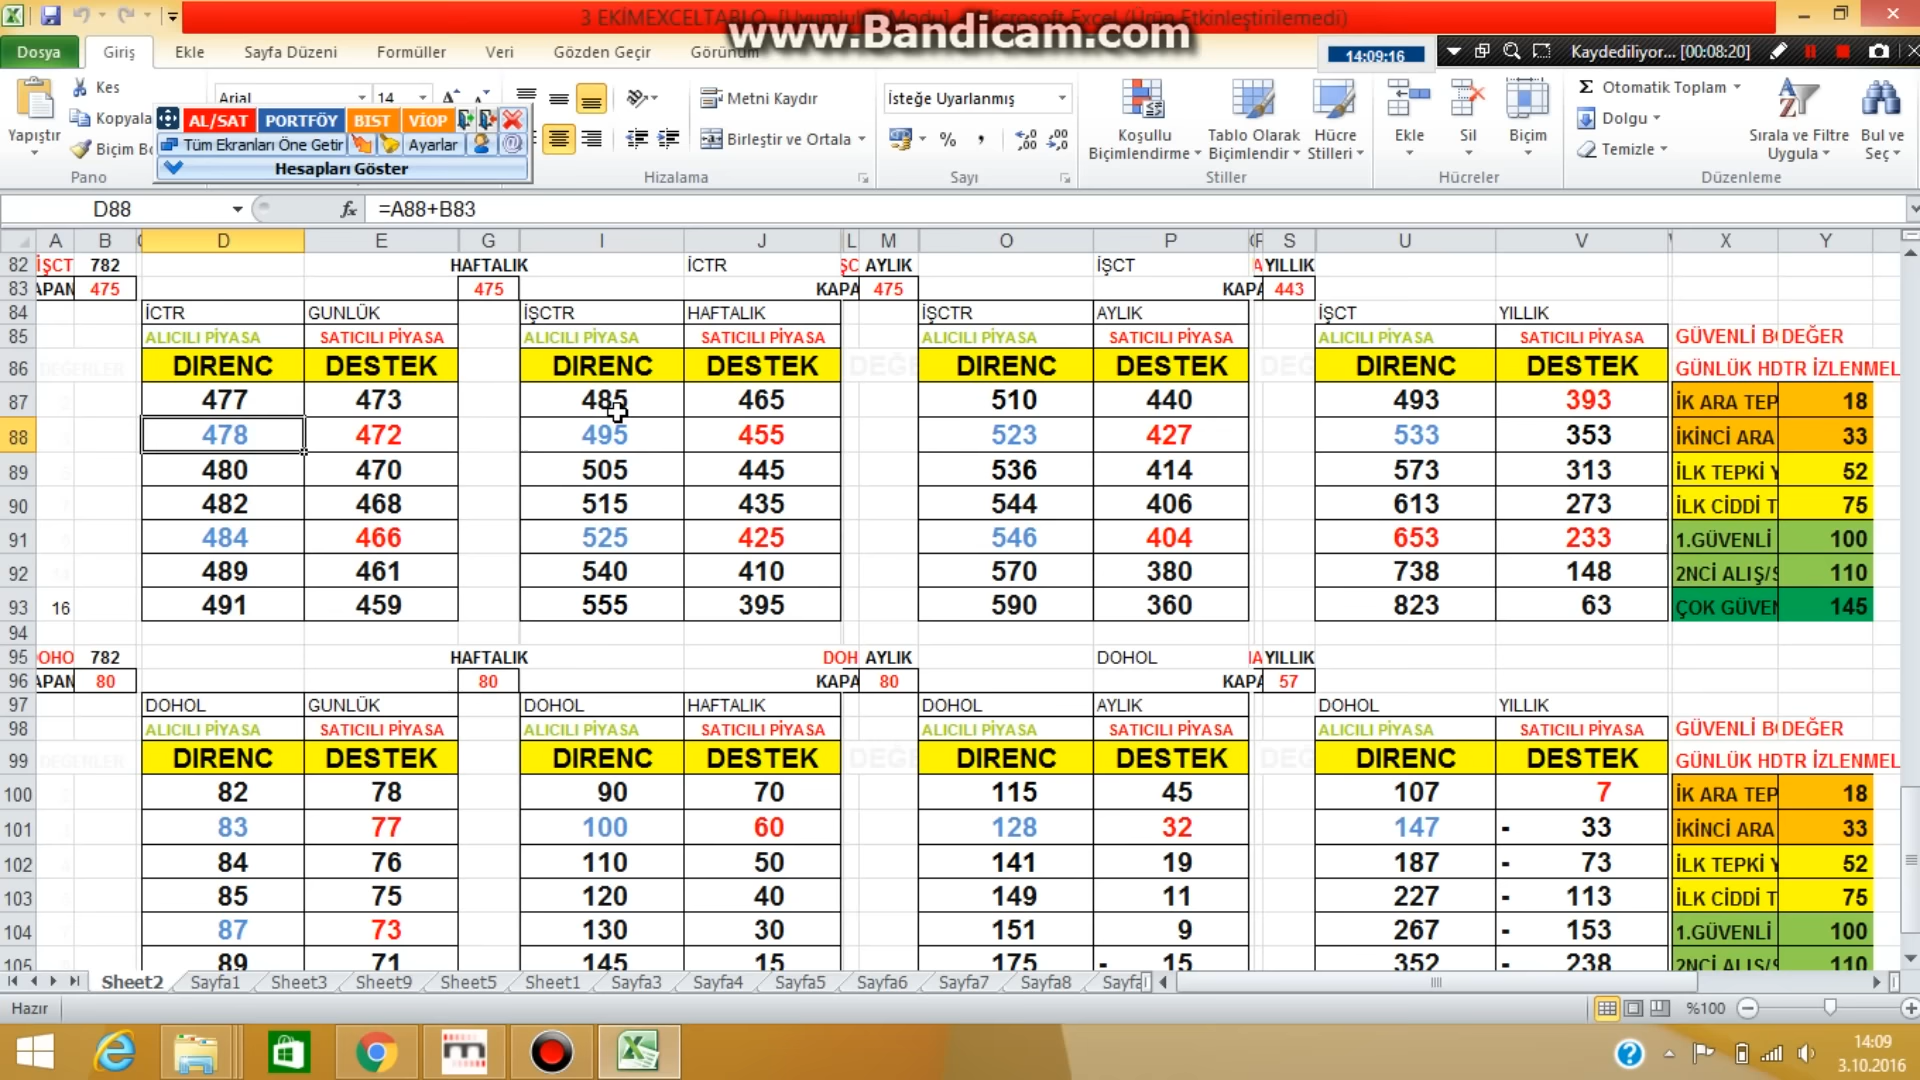 3 EKİMEXCELTABLO [Uyumluluk Modu] - Microsoft Excel (Ürün Etkinleştirilemedi)
www.Bandicam.com
Dosya Giriş Ekle Sayfa Düzeni Formüller Veri Gözden Geçir Görünüm
14:09:16
Kaydediliyor... [00:08:20]
Yapıştır
Kes
Kopyala
Biçim
Pano
Arial 14
AL/SAT PORTFÖY BIST VİOP
Tüm Ekranları Öne Getir Ayarlar
Hesapları Göster
Metni Kaydır
Birleştir ve Ortala
Hizalama
İsteğe Uyarlanmış
% , ,00 ,00
Sayı
Koşullu Biçimlendirme
Tablo Olarak Biçimlendir
Hücre Stilleri
Stiller
Ekle Sil Biçim
Hücreler
Σ Otomatik Toplam
Dolgu
Temizle
Sırala ve Filtre Uygula
Bul ve Seç
Düzenleme
D88 fx =A88+B83
A B D E G I J L M O P S U V X Y
82 İŞCT 782 HAFTALIK İCTR ŞC AYLIK İŞCT A YILLIK
83 APAN 475 475 KAPA 475 KAPA 443
84 İCTR GUNLÜK İŞCTR HAFTALIK İŞCTR AYLIK İŞCT YILLIK
85 ALICILI PİYASA SATICILI PİYASA ALICILI PİYASA SATICILI PİYASA ALICILI PİYASA SATICILI PİYASA ALICILI PİYASA SATICILI PİYASA GÜVENLİ B DEĞER
86 DEĞERLER DIRENC DESTEK DIRENC DESTEK DEĞE DIRENC DESTEK DEĞ DIRENC DESTEK GÜNLÜK HDTR İZLENMEL
87 477 473 485 465 510 440 493 393 İK ARA TEP 18
88 478 472 495 455 523 427 533 353 İKİNCİ ARA 33
89 480 470 505 445 536 414 573 313 İLK TEPKİ Y 52
90 482 468 515 435 544 406 613 273 İLK CİDDİ T 75
91 484 466 525 425 546 404 653 233 1.GÜVENLİ 100
92 489 461 540 410 570 380 738 148 2NCİ ALIŞ/S 110
93 16 491 459 555 395 590 360 823 63 ÇOK GÜVEN 145
94
95 DOHO 782 HAFTALIK DOH AYLIK DOHOL HA YILLIK
96 APAN 80 80 KAPA 80 KAPA 57
97 DOHOL GUNLÜK DOHOL HAFTALIK DOHOL AYLIK DOHOL YILLIK
98 ALICILI PİYASA SATICILI PİYASA ALICILI PİYASA SATICILI PİYASA ALICILI PİYASA SATICILI PİYASA ALICILI PİYASA SATICILI PİYASA GÜVENLİ B DEĞER
99 DEĞERLER DIRENC DESTEK DIRENC DESTEK DEĞE DIRENC DESTEK DEĞ DIRENC DESTEK GÜNLÜK HDTR İZLENMEL
100 82 78 90 70 115 45 107 7 İK ARA TEP 18
101 83 77 100 60 128 32 147 - 33 İKİNCİ ARA 33
102 84 76 110 50 141 19 187 - 73 İLK TEPKİ Y 52
103 85 75 120 40 149 11 227 - 113 İLK CİDDİ T 75
104 87 73 130 30 151 9 267 - 153 1.GÜVENLİ 100
105 89 71 145 15 175 - 15 352 - 238 2NCİ ALIŞ/S 110
Sheet2 Sayfa1 Sheet3 Sheet9 Sheet5 Sheet1 Sayfa3 Sayfa4 Sayfa5 Sayfa6 Sayfa7 Sayfa8 Sayfa
Hazır %100
14:09
3.10.2016